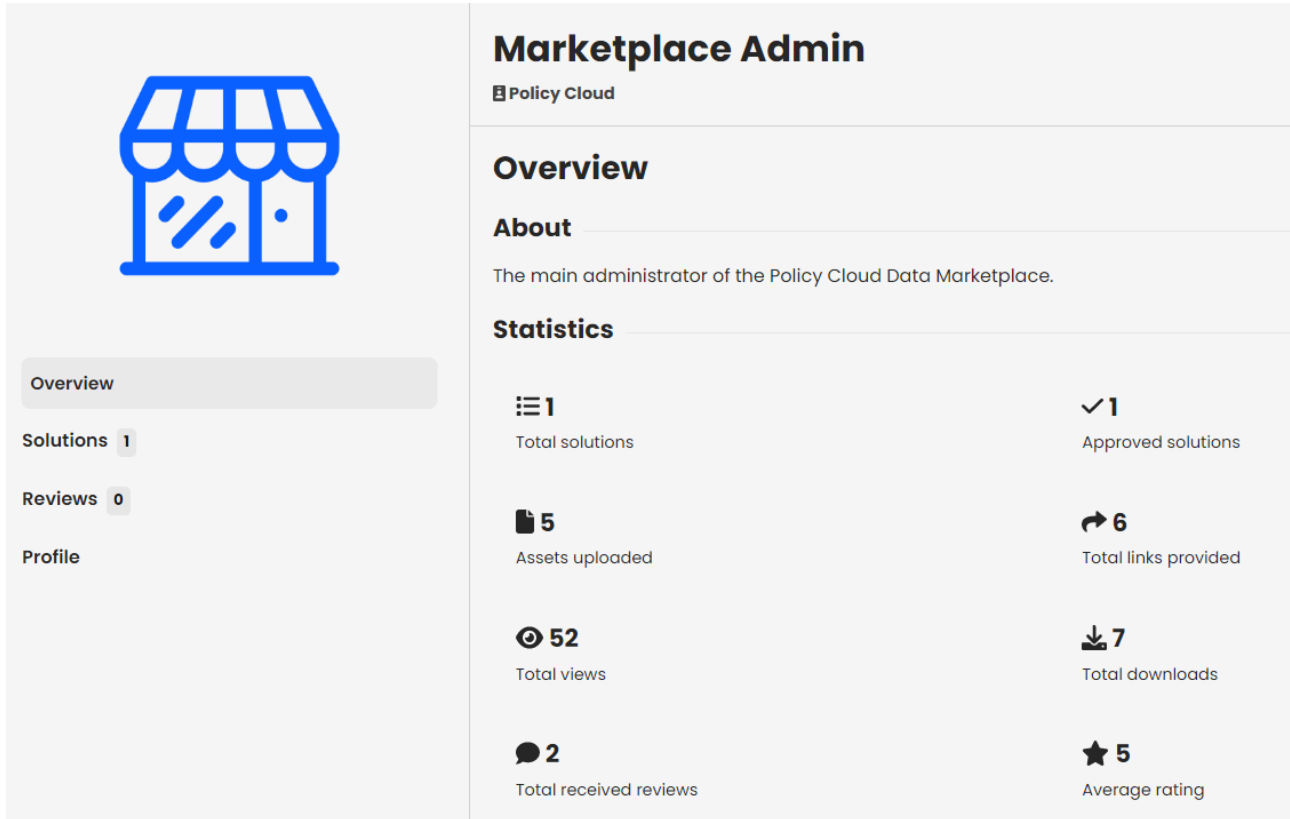 Marketplace Admin
Policy Cloud
Overview
Solutions 1
Reviews 0
Profile
Overview
About
The main administrator of the Policy Cloud Data Marketplace.
Statistics
1
Total solutions
1
Approved solutions
5
Assets uploaded
6
Total links provided
52
Total views
7
Total downloads
2
Total received reviews
5
Average rating